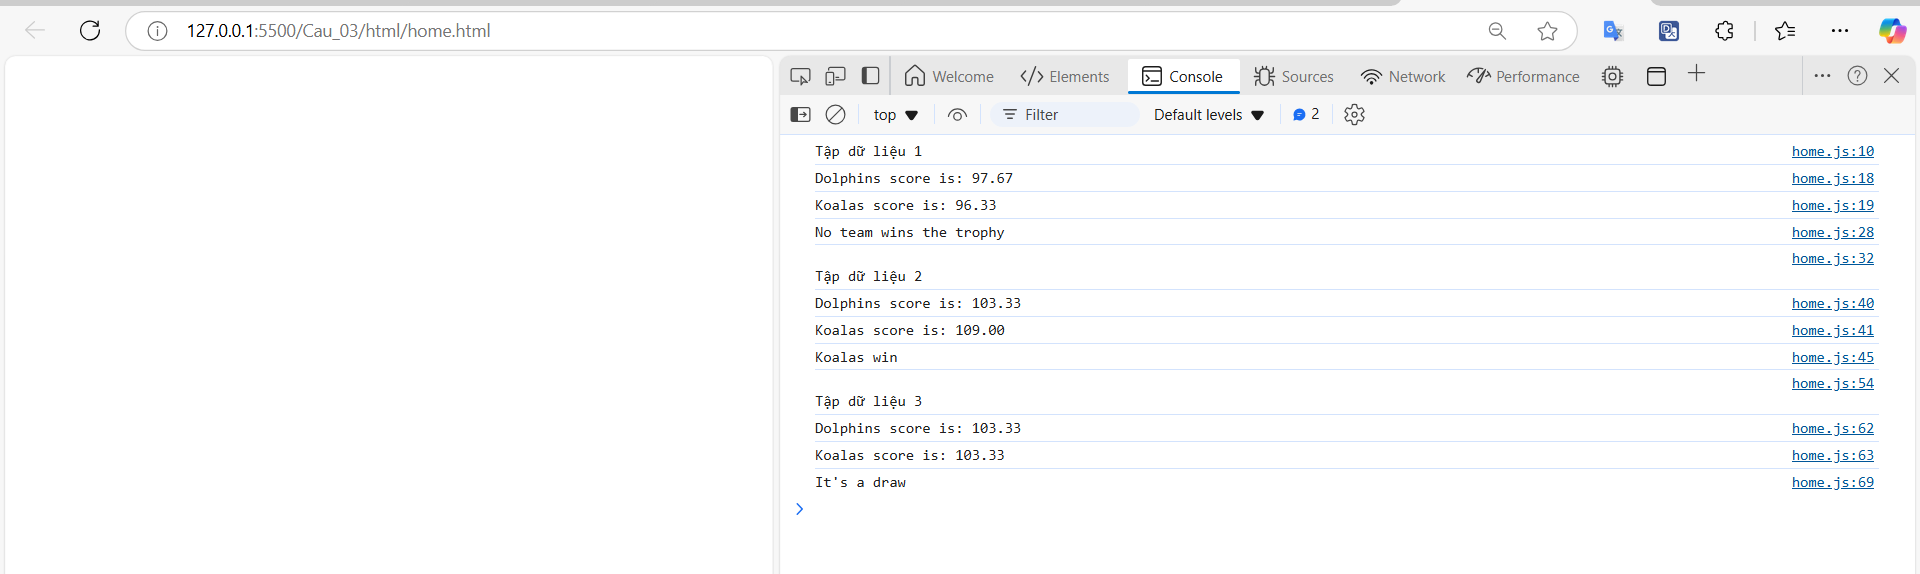 127.0.0.1:5500/Cau_03/html/home.html
Welcome Elements Console Sources Network Performance
top Filter Default levels 2
Tập dữ liệu 1 home.js:10
Dolphins score is: 97.67 home.js:18
Koalas score is: 96.33 home.js:19
No team wins the trophy home.js:28
home.js:32
Tập dữ liệu 2
Dolphins score is: 103.33 home.js:40
Koalas score is: 109.00 home.js:41
Koalas win home.js:45
home.js:54
Tập dữ liệu 3
Dolphins score is: 103.33 home.js:62
Koalas score is: 103.33 home.js:63
It's a draw home.js:69